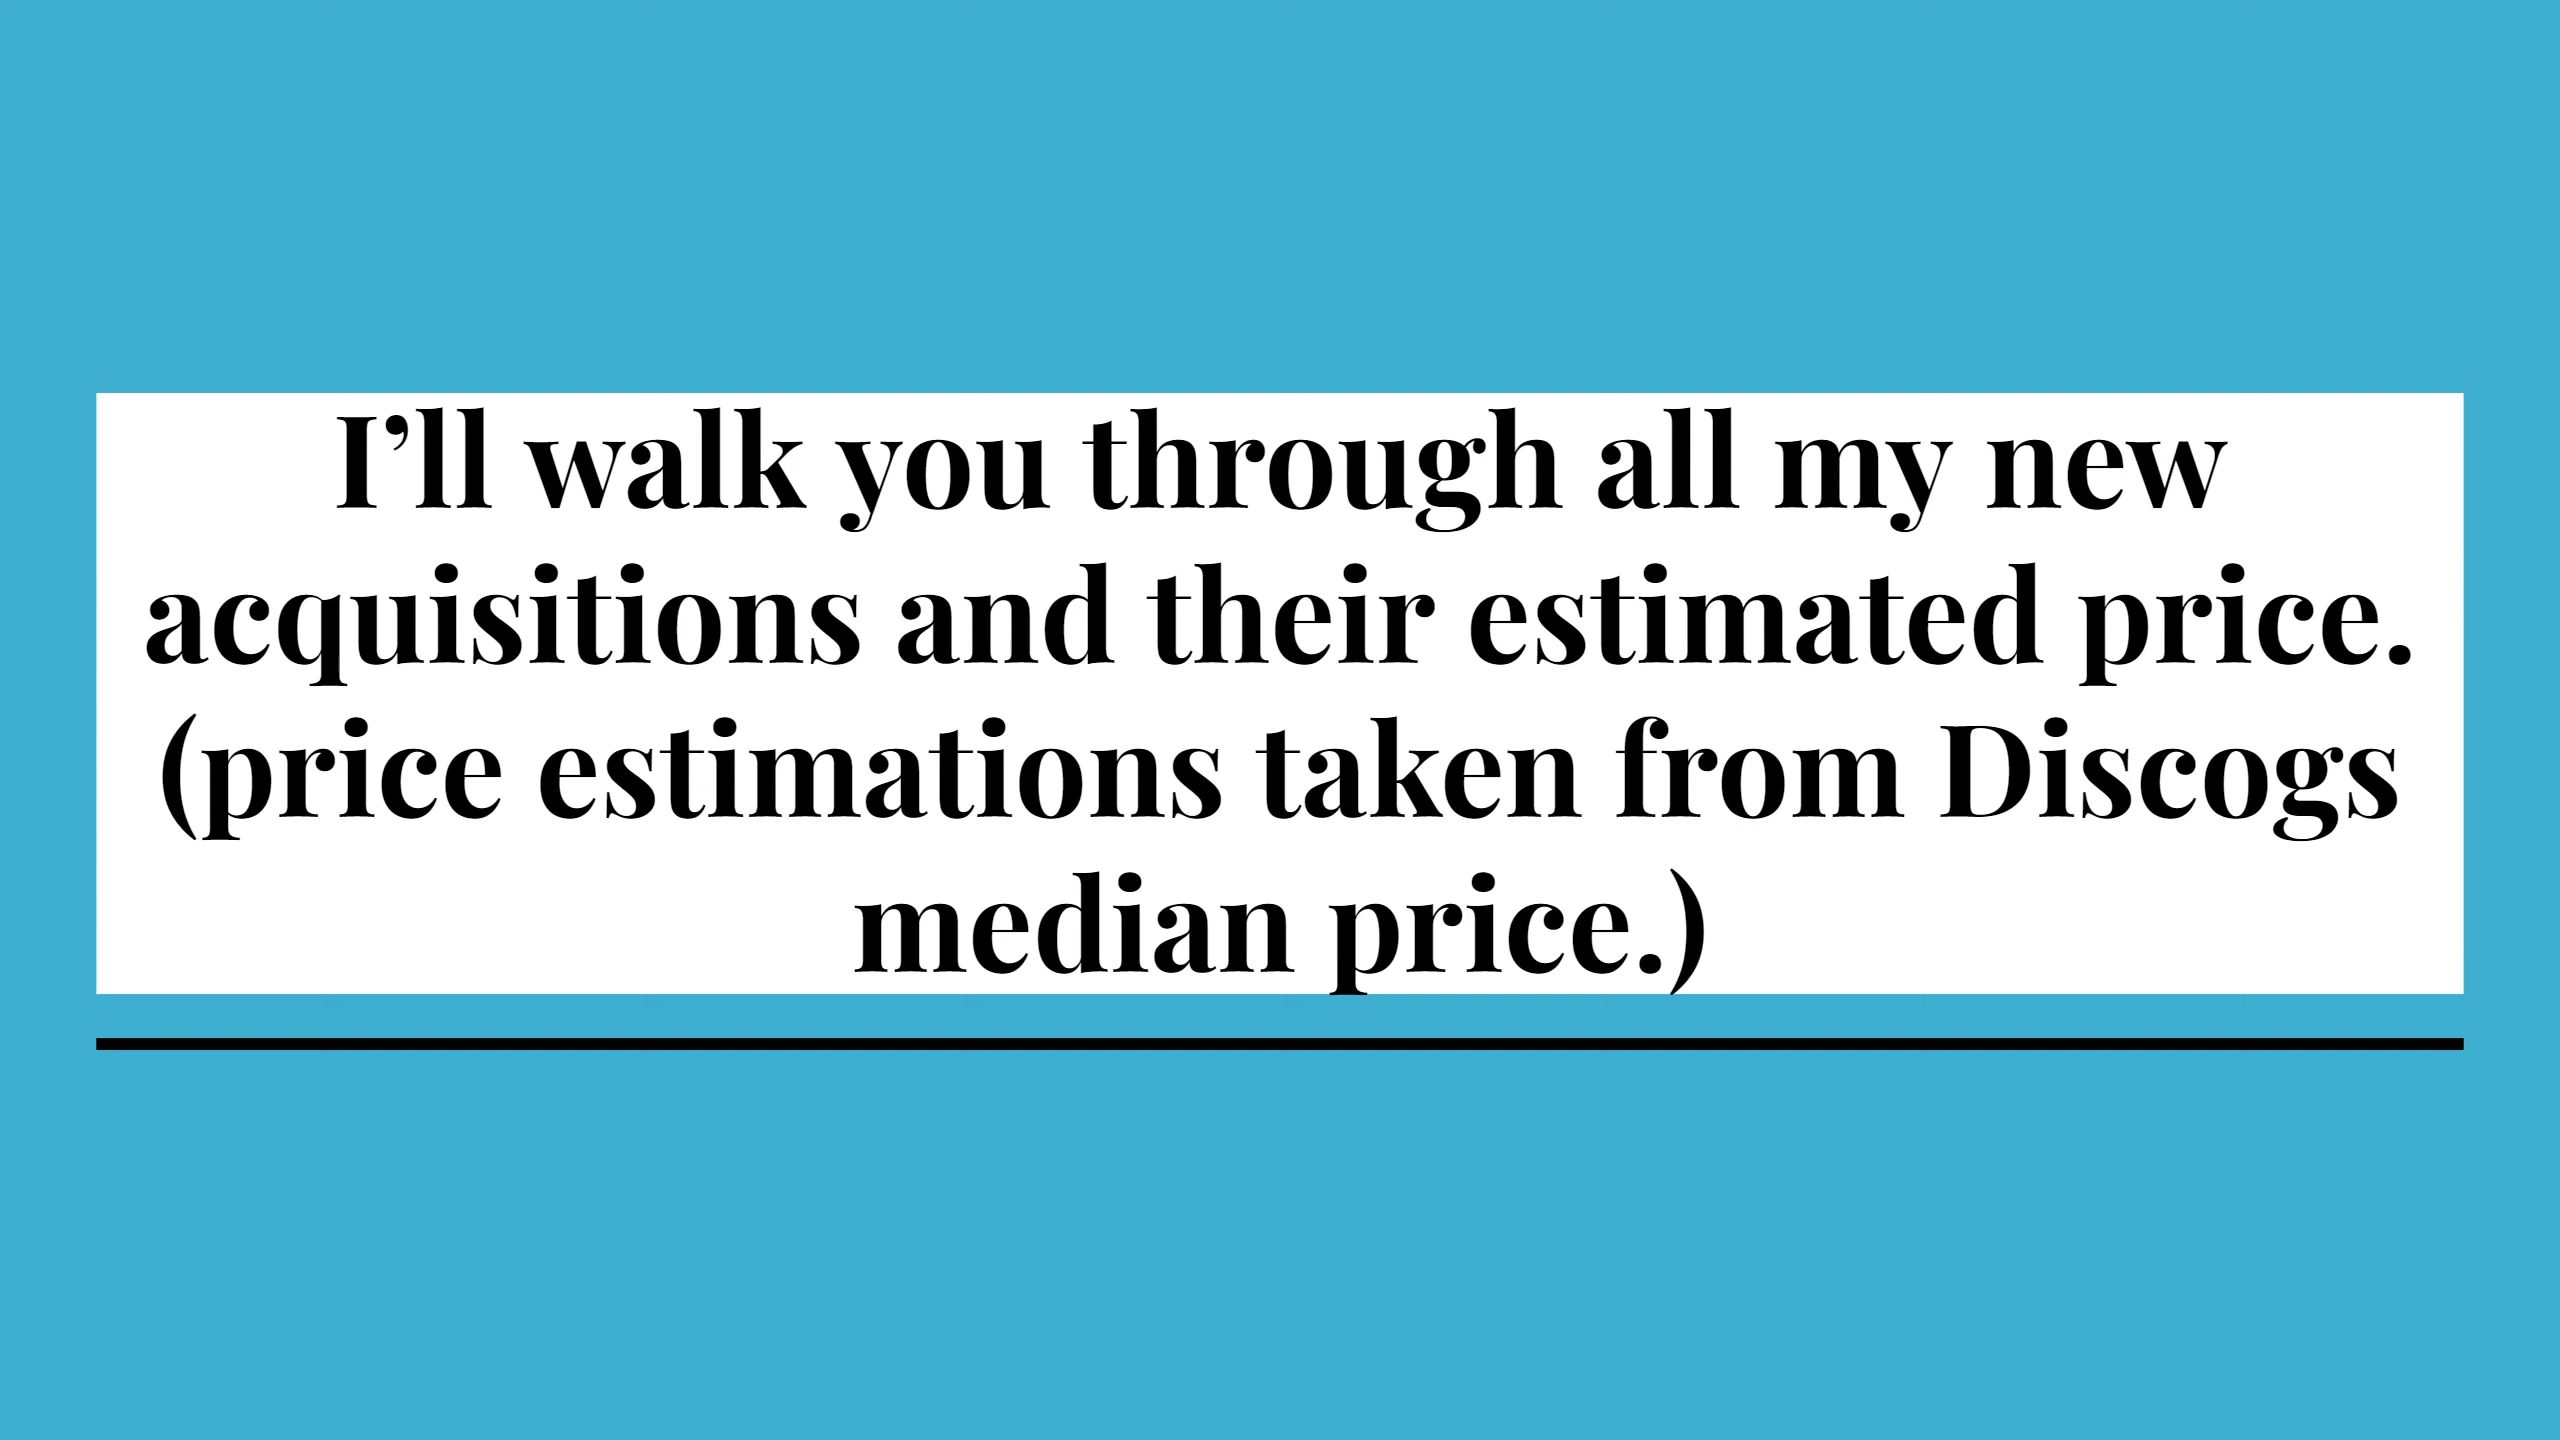 I’ll walk you through all my new
acquisitions and their estimated price.
(price estimations taken from Discogs
median price.)